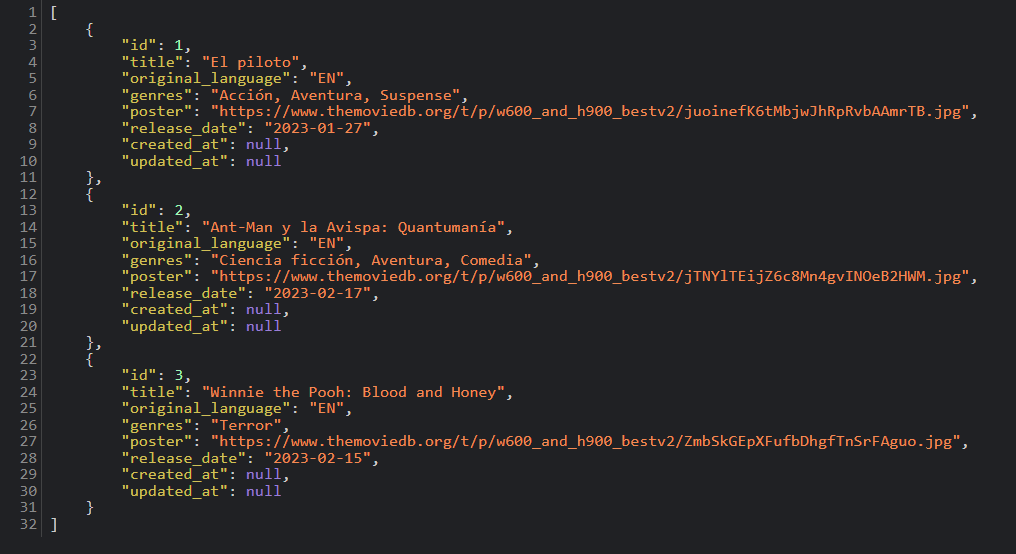 1 [
2     {
3         "id": 1,
4         "title": "El piloto",
5         "original_language": "EN",
6         "genres": "Acción, Aventura, Suspense",
7         "poster": "https://www.themoviedb.org/t/p/w600_and_h900_bestv2/juoinefK6tMbjwJhRpRvbAAmrTB.jpg",
8         "release_date": "2023-01-27",
9         "created_at": null,
10         "updated_at": null
11     },
12     {
13         "id": 2,
14         "title": "Ant-Man y la Avispa: Quantumanía",
15         "original_language": "EN",
16         "genres": "Ciencia ficción, Aventura, Comedia",
17         "poster": "https://www.themoviedb.org/t/p/w600_and_h900_bestv2/jTNYlTEijZ6c8Mn4gvINOeB2HWM.jpg",
18         "release_date": "2023-02-17",
19         "created_at": null,
20         "updated_at": null
21     },
22     {
23         "id": 3,
24         "title": "Winnie the Pooh: Blood and Honey",
25         "original_language": "EN",
26         "genres": "Terror",
27         "poster": "https://www.themoviedb.org/t/p/w600_and_h900_bestv2/ZmbSkGEpXFufbDhgfTnSrFAguo.jpg",
28         "release_date": "2023-02-15",
29         "created_at": null,
30         "updated_at": null
31     }
32 ]